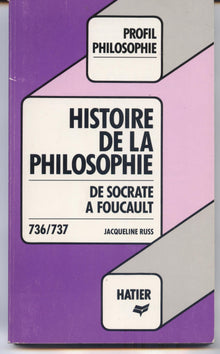 PROFIL
PHILOSOPHIE
HISTOIRE
DE LA
PHILOSOPHIE
DE SOCRATE
A FOUCAULT
736/737 JACQUELINE RUSS
HATIER